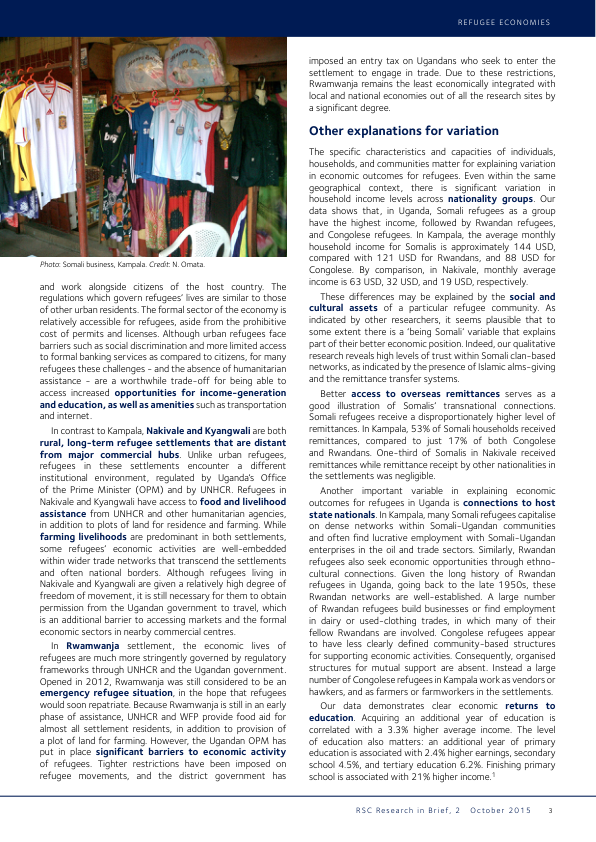 REFUGEE ECONOMIES
Photo: Somali business, Kampala. Credit: N. Omata.
and work alongside citizens of the host country. The
regulations which govern refugees' lives are similar to those
of other urban residents. The formal sector of the economy is
relatively accessible for refugees, aside from the prohibitive
cost of permits and licenses. Although urban refugees face
barriers such as social discrimination and more limited access
to formal banking services as compared to citizens, for many
refugees these challenges – and the absence of humanitarian
assistance – are a worthwhile trade-off for being able to
access increased opportunities for income-generation
and education, as well as amenities such as transportation
and internet.
In contrast to Kampala, Nakivale and Kyangwali are both
rural, long-term refugee settlements that are distant
from major commercial hubs. Unlike urban refugees,
refugees in these settlements encounter a different
institutional environment, regulated by Uganda's Office
of the Prime Minister (OPM) and by UNHCR. Refugees in
Nakivale and Kyangwali have access to food and livelihood
assistance from UNHCR and other humanitarian agencies,
in addition to plots of land for residence and farming. While
farming livelihoods are predominant in both settlements,
some refugees' economic activities are well-embedded
within wider trade networks that transcend the settlements
and often national borders. Although refugees living in
Nakivale and Kyangwali are given a relatively high degree of
freedom of movement, it is still necessary for them to obtain
permission from the Ugandan government to travel, which
is an additional barrier to accessing markets and the formal
economic sectors in nearby commercial centres.
In Rwamwanja settlement, the economic lives of
refugees are much more stringently governed by regulatory
frameworks through UNHCR and the Ugandan government.
Opened in 2012, Rwamwanja was still considered to be an
emergency refugee situation, in the hope that refugees
would soon repatriate. Because Rwamwanja is still in an early
phase of assistance, UNHCR and WFP provide food aid for
almost all settlement residents, in addition to provision of
a plot of land for farming. However, the Ugandan OPM has
put in place significant barriers to economic activity
of refugees. Tighter restrictions have been imposed on
refugee movements, and the district government has
imposed an entry tax on Ugandans who seek to enter the
settlement to engage in trade. Due to these restrictions,
Rwamwanja remains the least economically integrated with
local and national economies out of all the research sites by
a significant degree.
Other explanations for variation
The specific characteristics and capacities of individuals,
households, and communities matter for explaining variation
in economic outcomes for refugees. Even within the same
geographical context, there is significant variation in
household income levels across nationality groups. Our
data shows that, in Uganda, Somali refugees as a group
have the highest income, followed by Rwandan refugees,
and Congolese refugees. In Kampala, the average monthly
household income for Somalis is approximately 144 USD,
compared with 121 USD for Rwandans, and 88 USD for
Congolese. By comparison, in Nakivale, monthly average
income is 63 USD, 32 USD, and 19 USD, respectively.
These differences may be explained by the social and
cultural assets of a particular refugee community. As
indicated by other researchers, it seems plausible that to
some extent there is a 'being Somali' variable that explains
part of their better economic position. Indeed, our qualitative
research reveals high levels of trust within Somali clan-based
networks, as indicated by the presence of Islamic alms-giving
and the remittance transfer systems.
Better access to overseas remittances serves as a
good illustration of Somalis' transnational connections.
Somali refugees receive a disproportionately higher level of
remittances. In Kampala, 53% of Somali households received
remittances, compared to just 17% of both Congolese
and Rwandans. One-third of Somalis in Nakivale received
remittances while remittance receipt by other nationalities in
the settlements was negligible.
Another important variable in explaining economic
outcomes for refugees in Uganda is connections to host
state nationals. In Kampala, many Somali refugees capitalise
on dense networks within Somali-Ugandan communities
and often find lucrative employment with Somali-Ugandan
enterprises in the oil and trade sectors. Similarly, Rwandan
refugees also seek economic opportunities through ethno-
cultural connections. Given the long history of Rwandan
refugees in Uganda, going back to the late 1950s, these
Rwandan networks are well-established. A large number
of Rwandan refugees build businesses or find employment
in dairy or used-clothing trades, in which many of their
fellow Rwandans are involved. Congolese refugees appear
to have less clearly defined community-based structures
for supporting economic activities. Consequently, organised
structures for mutual support are absent. Instead a large
number of Congolese refugees in Kampala work as vendors or
hawkers, and as farmers or farmworkers in the settlements.
Our data demonstrates clear economic returns to
education. Acquiring an additional year of education is
correlated with a 3.3% higher average income. The level
of education also matters: an additional year of primary
education is associated with 2.4% higher earnings, secondary
school 4.5%, and tertiary education 6.2%. Finishing primary
school is associated with 21% higher income.1
RSC Research in Brief, 2 October 2015 3